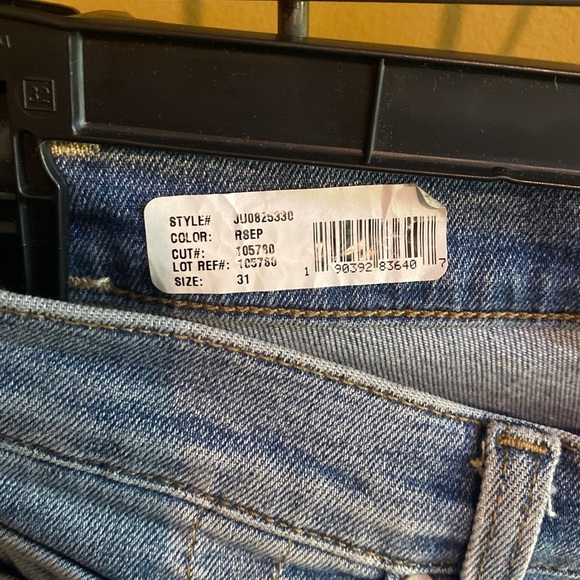 32
STYLE# JU0825330
COLOR: RSEP
CUT#: 105780
LOT REF#: 105780
SIZE: 31
1 90392 83640 7